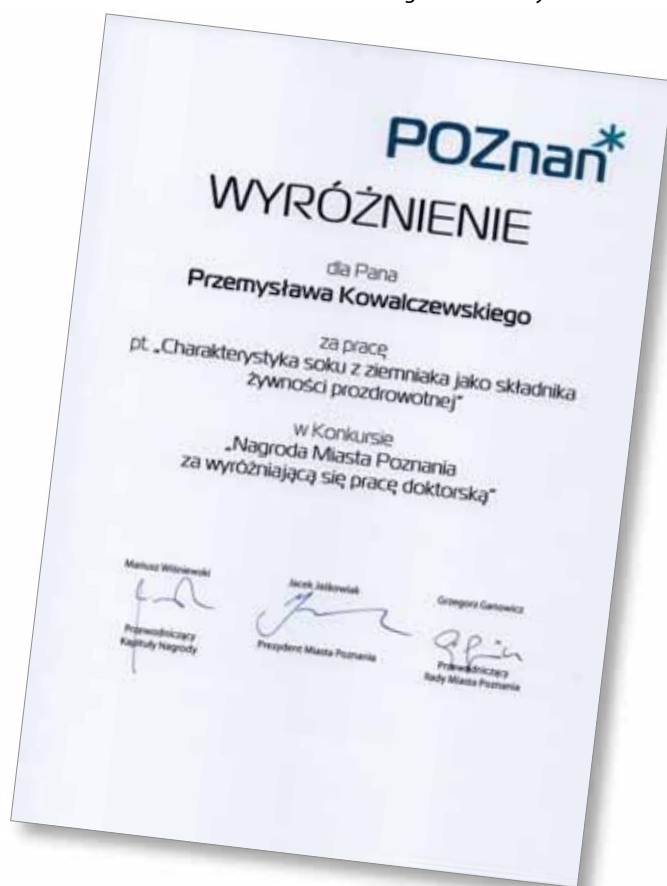 POZnan*
WYRÓŻNIENIE
dla Pana
Przemysława Kowalczewskiego
za pracę
pt. „Charakterystyka soku z ziemniaka jako składnika
żywności prozdrowotnej"
w Konkursie
„Nagroda Miasta Poznania
za wyróżniającą się pracę doktorską"
Mariusz Wiśniewski
Jacek Jaśkowiak
Grzegorz Ganowicz
Przewodniczący
Kapituły Nagrody
Prezydent Miasta Poznania
Przewodniczący
Rady Miasta Poznania